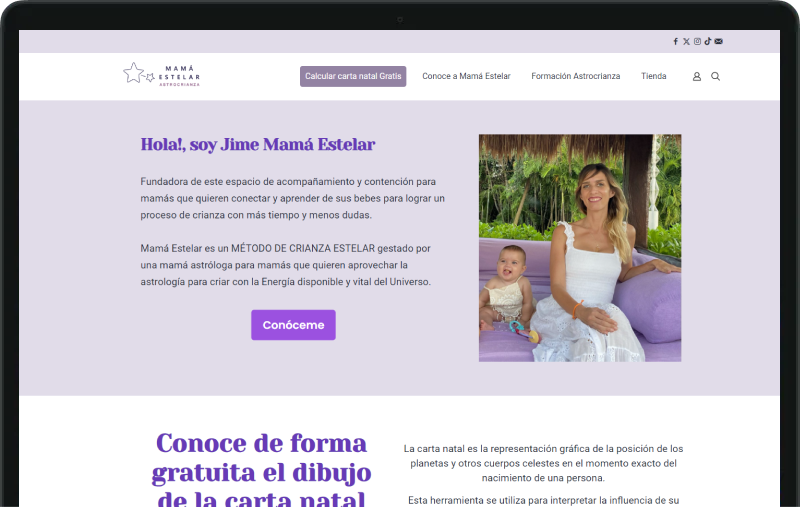 MAMÁ
ESTELAR
ASTROCRIANZA
Calcular carta natal Gratis
Conoce a Mamá Estelar
Formación Astrocrianza
Tienda
Hola!, soy Jime Mamá Estelar
Fundadora de este espacio de acompañamiento y contención para
mamás que quieren conectar y aprender de sus bebes para lograr un
proceso de crianza con más tiempo y menos dudas.
Mamá Estelar es un MÉTODO DE CRIANZA ESTELAR gestado por
una mamá astróloga para mamás que quieren aprovechar la
astrología para criar con la Energía disponible y vital del Universo.
Conóceme
Conoce de forma
gratuita el dibujo
de la carta natal
La carta natal es la representación gráfica de la posición de los
planetas y otros cuerpos celestes en el momento exacto del
nacimiento de una persona.
Esta herramienta se utiliza para interpretar la influencia de su